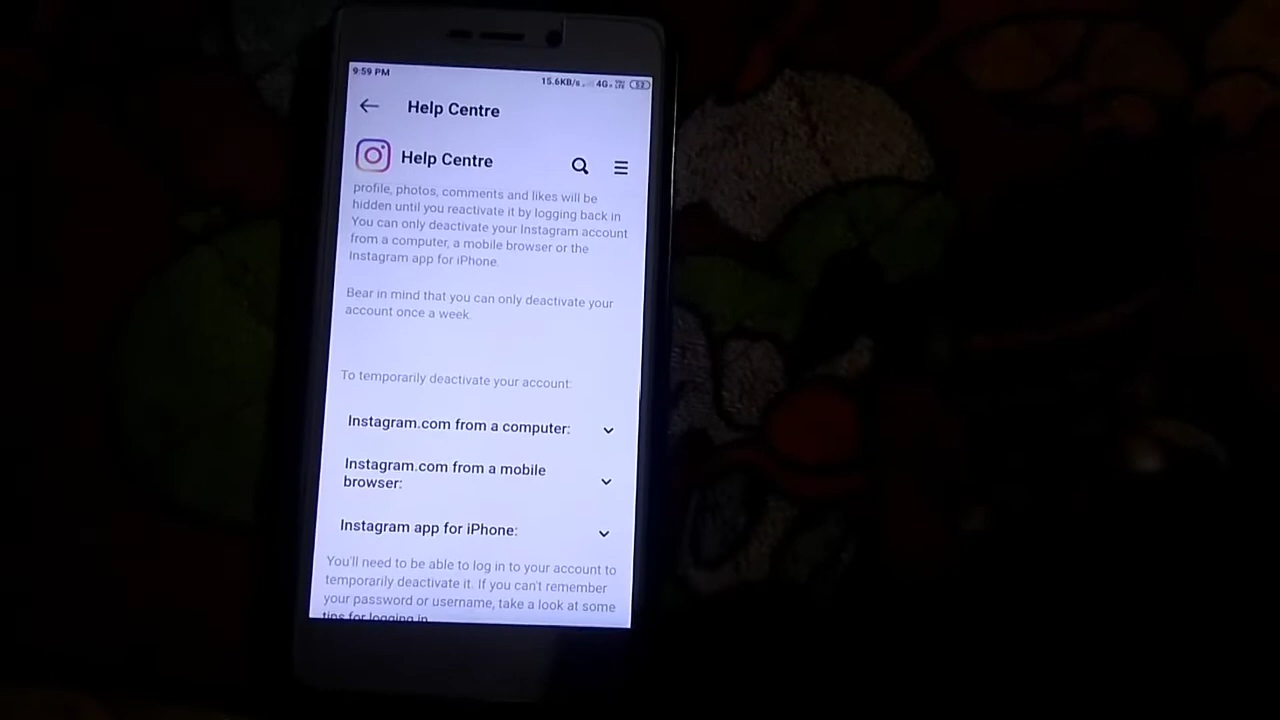 9:59 PM
15.6KB/s
4G
Help Centre
Help Centre
profile, photos, comments and likes will be
hidden until you reactivate it by logging back in
You can only deactivate your Instagram account
from a computer, a mobile browser or the
Instagram app for iPhone.
Bear in mind that you can only deactivate your
account once a week.
To temporarily deactivate your account:
Instagram.com from a computer:
Instagram.com from a mobile
browser:
Instagram app for iPhone:
You'll need to be able to log in to your account to
temporarily deactivate it. If you can't remember
your password or username, take a look at some
tips for logging in